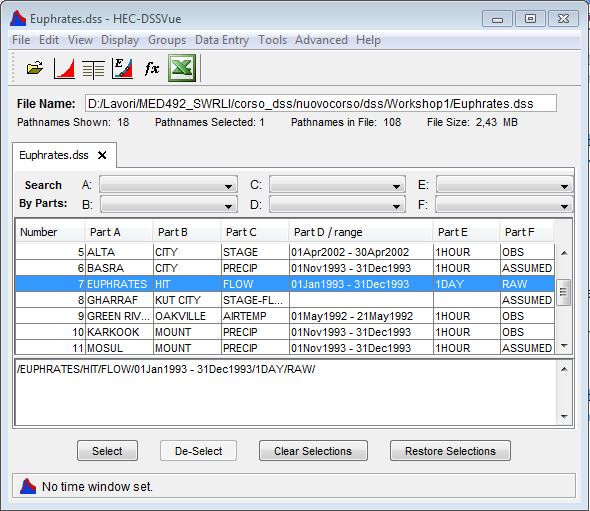 Euphrates.dss - HEC-DSSVue
File Edit View Display Groups Data Entry Tools Advanced Help
E fx X
File Name: D:/Lavori/MED492_SWRLI/corso_dss/nuovocorso/dss/Workshop1/Euphrates.dss
Pathnames Shown: 18 Pathnames Selected: 1 Pathnames in File: 108 File Size: 2,43 MB
Euphrates.dss X
Search A: C: E:
By Parts: B: D: F:
Number Part A Part B Part C Part D / range Part E Part F
5 ALTA CITY STAGE 01Apr2002 - 30Apr2002 1HOUR OBS
6 BASRA CITY PRECIP 01Nov1993 - 31Dec1993 1HOUR ASSUMED
7 EUPHRATES HIT FLOW 01Jan1993 - 31Dec1993 1DAY RAW
8 GHARRAF KUT CITY STAGE-FL... ASSUMED
9 GREEN RIV... OAKVILLE AIRTEMP 01May1992 - 21May1992 1HOUR OBS
10 KARKOOK MOUNT PRECIP 01Nov1993 - 31Dec1993 1HOUR OBS
11 MOSUL MOUNT PRECIP 01Nov1993 - 31Dec1993 1HOUR ASSUMED
/EUPHRATES/HIT/FLOW/01Jan1993 - 31Dec1993/1DAY/RAW/
Select De-Select Clear Selections Restore Selections
No time window set.